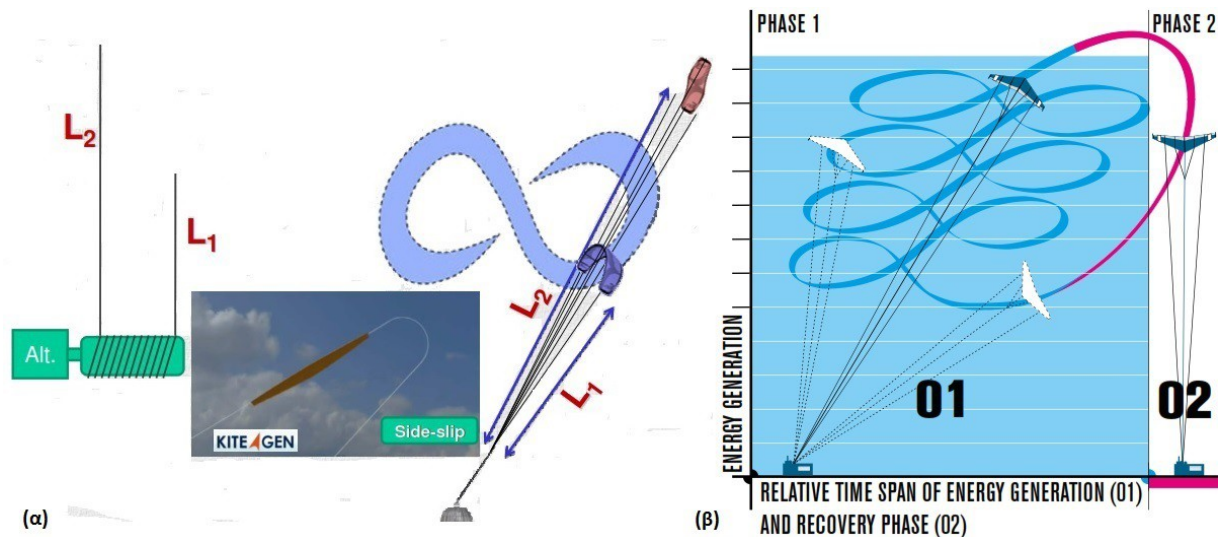 L2
L1
Alt.
KITE GEN
Side-slip
L2
L1
(α)
PHASE 1
PHASE 2
ENERGY GENERATION
01
02
RELATIVE TIME SPAN OF ENERGY GENERATION (01)
AND RECOVERY PHASE (02)
(β)